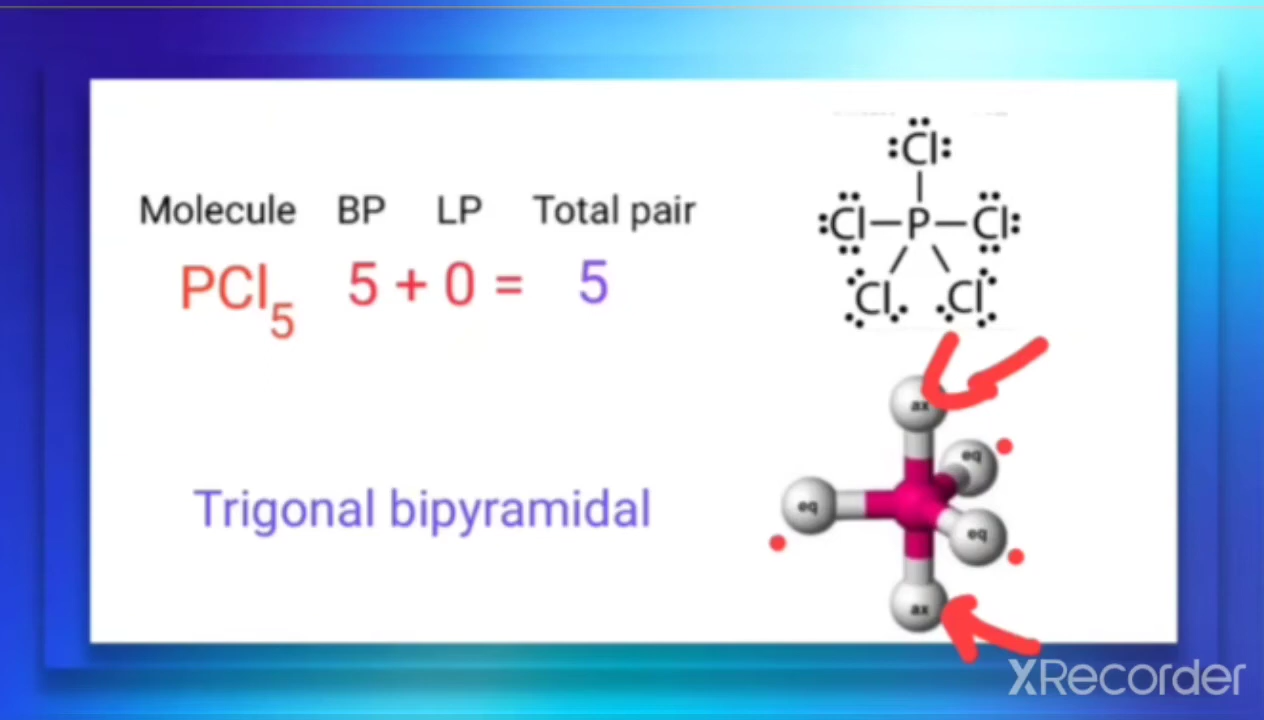 Molecule BP LP Total pair
PCl5 5 + 0 = 5
Trigonal bipyramidal
Cl
Cl P Cl
Cl Cl
ax
eq
eq
eq
ax
XRecorder